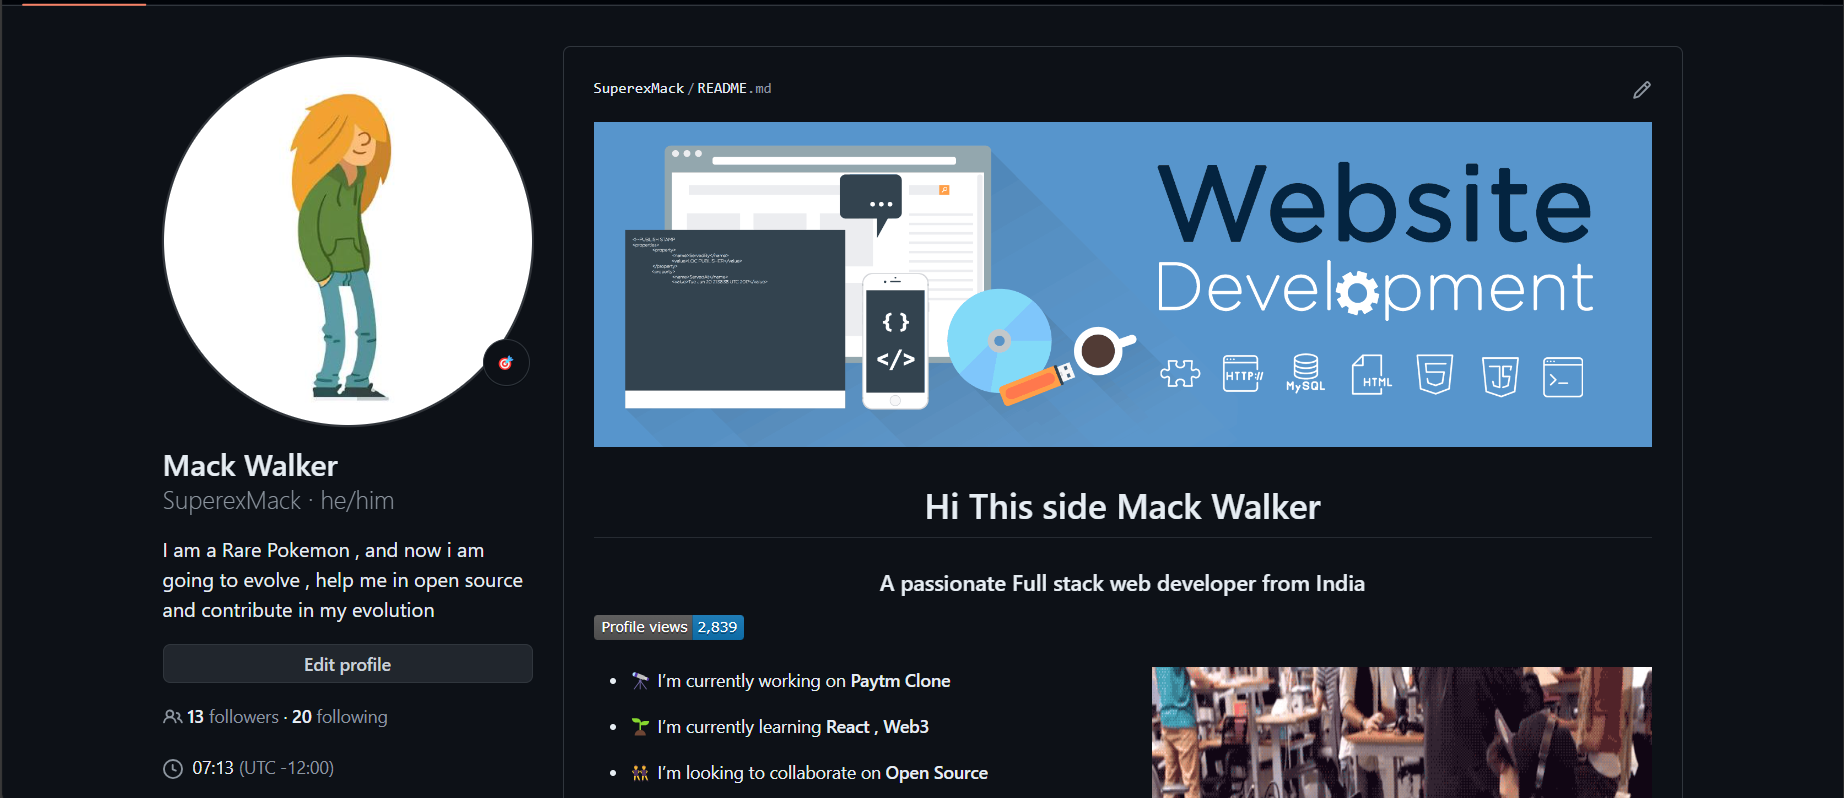 SuperexMack / README.md
Website
Development
{ }
</>
HTTP://
MySQL
HTML
JS
Mack Walker
SuperexMack · he/him
I am a Rare Pokemon , and now i am
going to evolve , help me in open source
and contribute in my evolution
Edit profile
13 followers · 20 following
07:13 (UTC -12:00)
Hi This side Mack Walker
A passionate Full stack web developer from India
Profile views 2,839
I'm currently working on Paytm Clone
I'm currently learning React , Web3
I'm looking to collaborate on Open Source